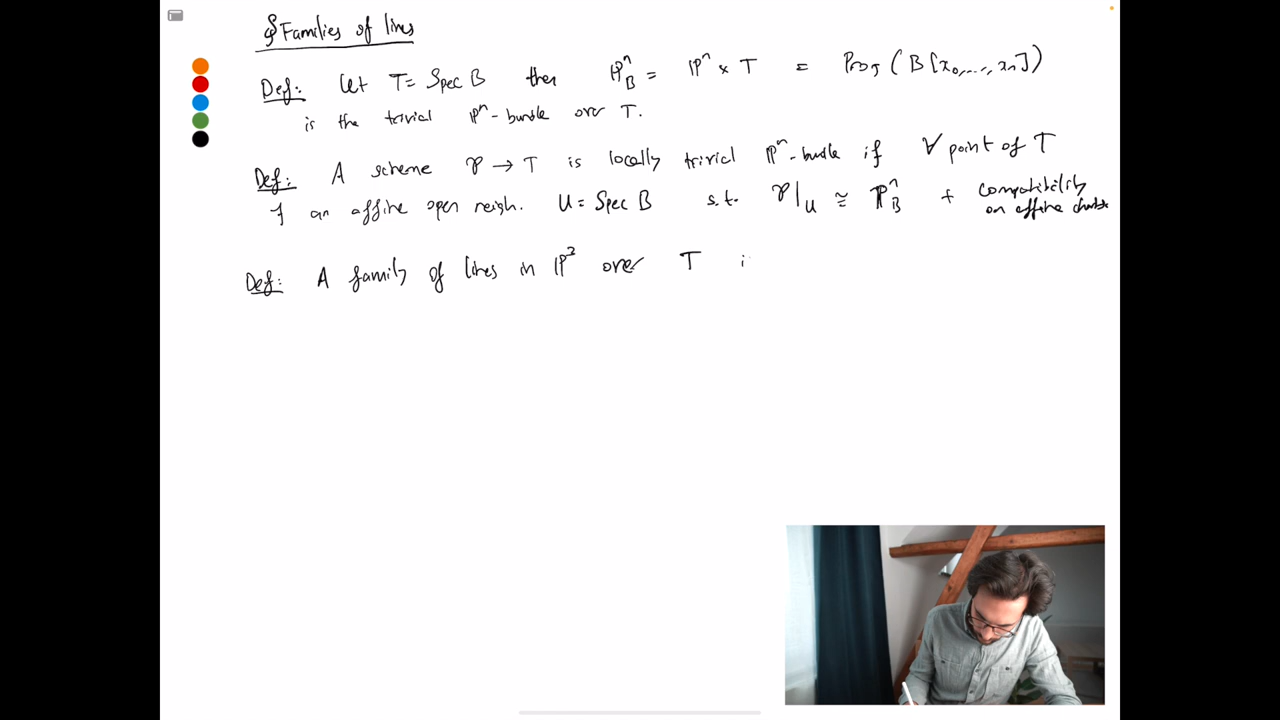 § Families of lines
Def: Let T = Spec B then ℙⁿ_B = ℙⁿ × T = Proj (B[x₀,...,xₙ])
is the trivial ℙⁿ-bundle over T.
Def: A scheme 𝒫 → T is locally trivial ℙⁿ-bundle if ∀ point of T
∃ an affine open neigh. U = Spec B s.t. 𝒫|_U ≅ ℙⁿ_B + compatibility
on affine
Def: A family of lines in ℙ² over T i